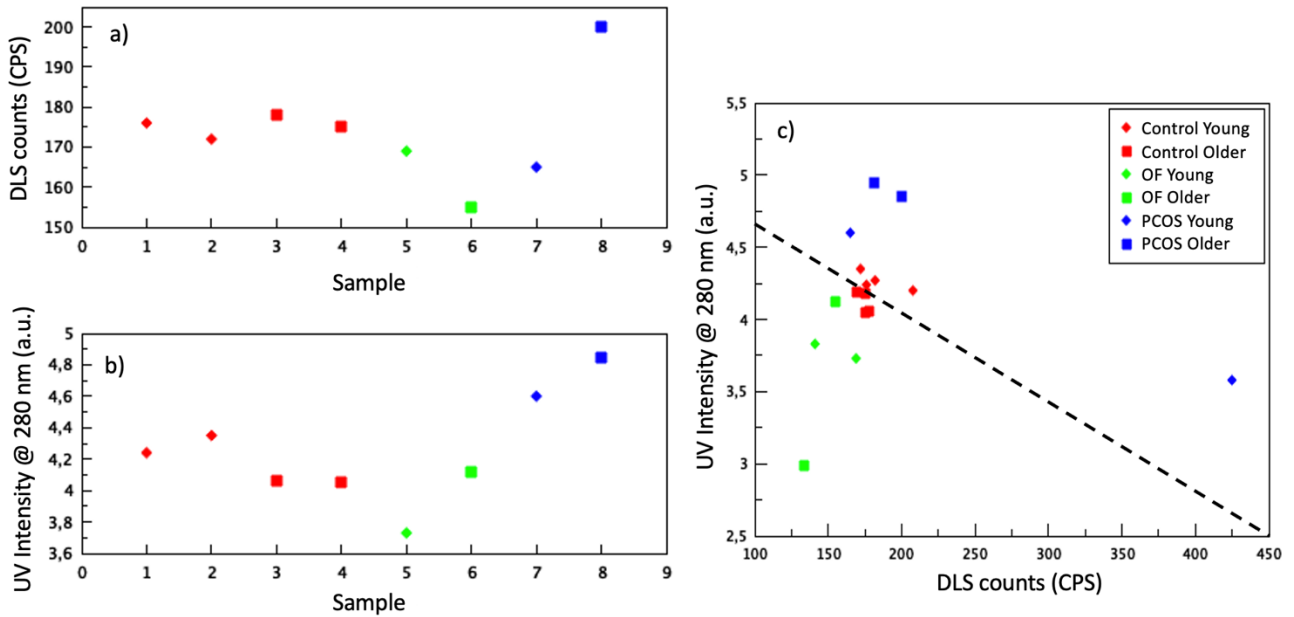 a)
DLS counts (CPS)
200
190
180
170
160
150
0 1 2 3 4 5 6 7 8 9
Sample
b)
UV Intensity @ 280 nm (a.u.)
5
4,8
4,6
4,4
4,2
4
3,8
3,6
0 1 2 3 4 5 6 7 8 9
Sample
c)
UV Intensity @ 280 nm (a.u.)
5,5
5
4,5
4
3,5
3
2,5
100 150 200 250 300 350 400 450
DLS counts (CPS)
Control Young
Control Older
OF Young
OF Older
PCOS Young
PCOS Older